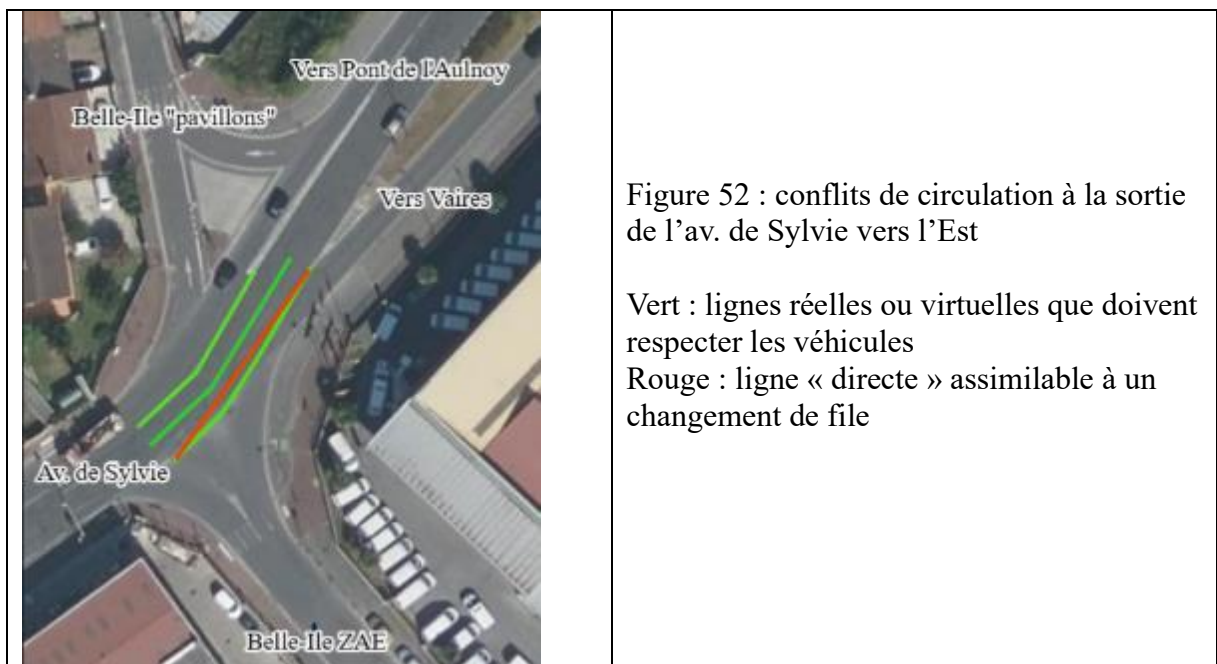 Vers Pont de l'Aulnoy
Belle-Ile "pavillons"
Vers Vaires
Av. de Sylvie
Belle-Ile ZAE
Figure 52 : conflits de circulation à la sortie
de l’av. de Sylvie vers l’Est
Vert : lignes réelles ou virtuelles que doivent
respecter les véhicules
Rouge : ligne « directe » assimilable à un
changement de file